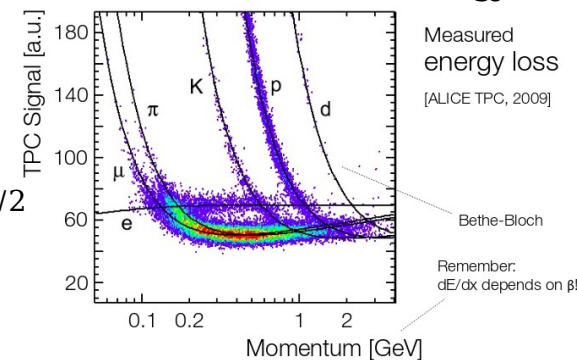 TPC Signal [a.u.]
180
140
100
60
20
0.1 0.2 1 2
Momentum [GeV]
μ
π
e
K
p
d
/2
Measured
energy loss
[ALICE TPC, 2009]
Bethe-Bloch
Remember:
dE/dx depends on β!